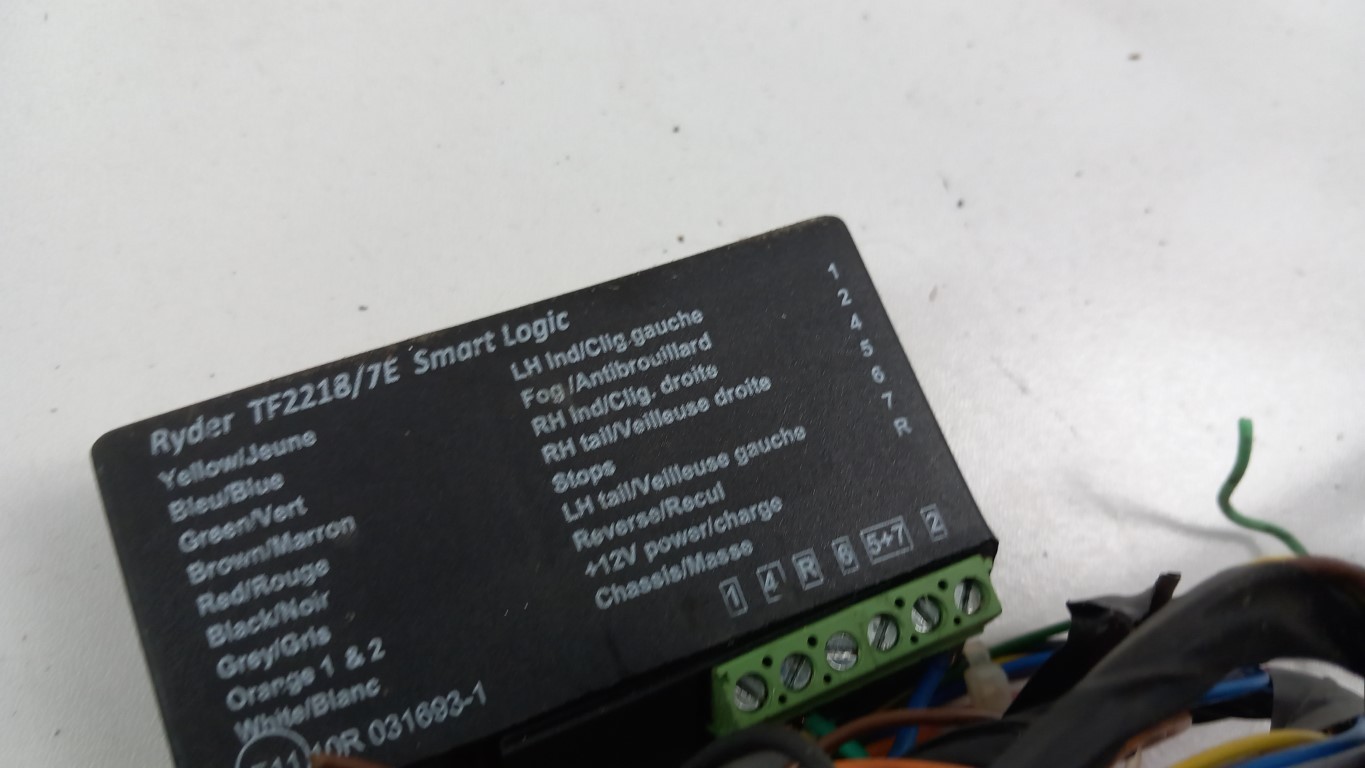 Ryder TF2218/7E Smart Logic
Yellow/Jeune LH Ind/Clig.gauche 1
Bleu/Blue Fog/Antibrouillard 2
Green/Vert RH Ind/Clig. droite 4
Brown/Marron RH tail/Veilleuse droite 5
Red/Rouge Stops 6
Black/Noir LH tail/Veilleuse gauche 7
Grey/Gris Reverse/Recul R
Orange 1 & 2 +12V power/charge
White/Blanc Chassis/Masse
1 4 R 6 5+7 2
E11 10R 031693-1